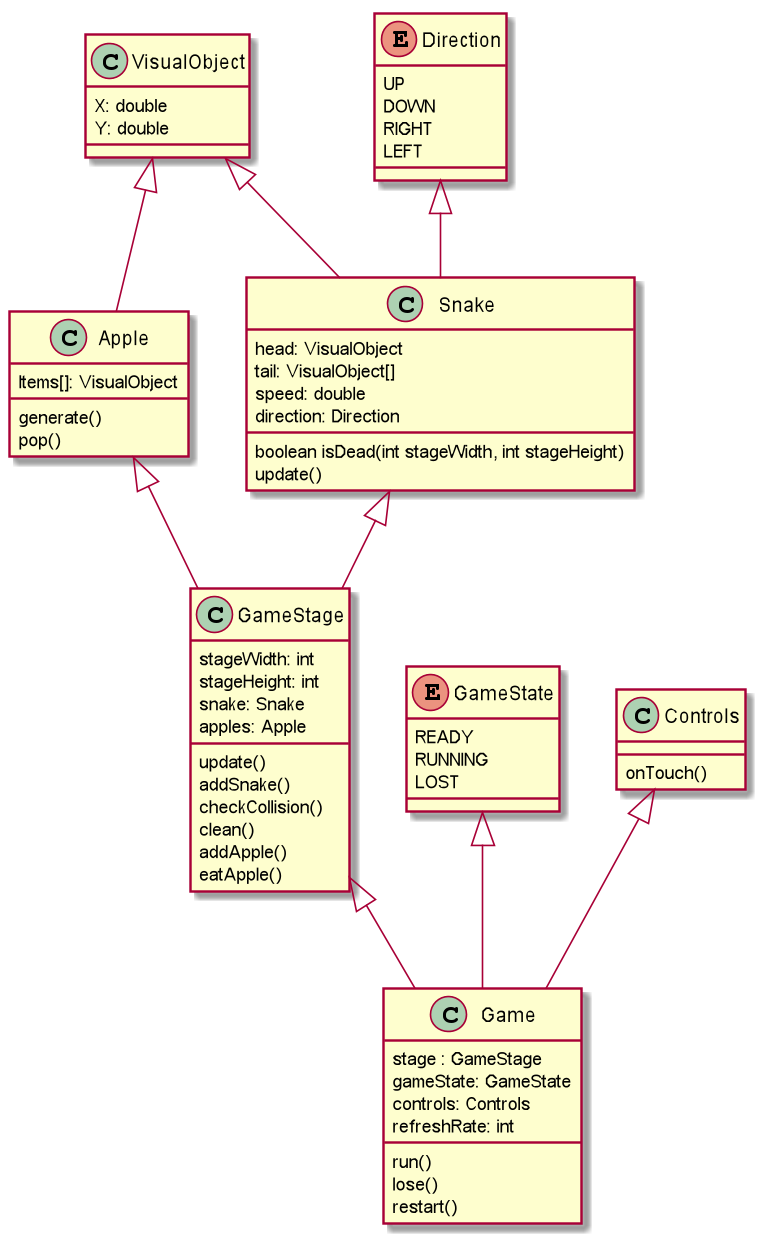 C VisualObject
X: double
Y: double
E Direction
UP
DOWN
RIGHT
LEFT
C Apple
Items[]: VisualObject
generate()
pop()
C Snake
head: VisualObject
tail: VisualObject[]
speed: double
direction: Direction
boolean isDead(int stageWidth, int stageHeight)
update()
C GameStage
stageWidth: int
stageHeight: int
snake: Snake
apples: Apple
update()
addSnake()
checkCollision()
clean()
addApple()
eatApple()
E GameState
READY
RUNNING
LOST
C Controls
onTouch()
C Game
stage : GameStage
gameState: GameState
controls: Controls
refreshRate: int
run()
lose()
restart()